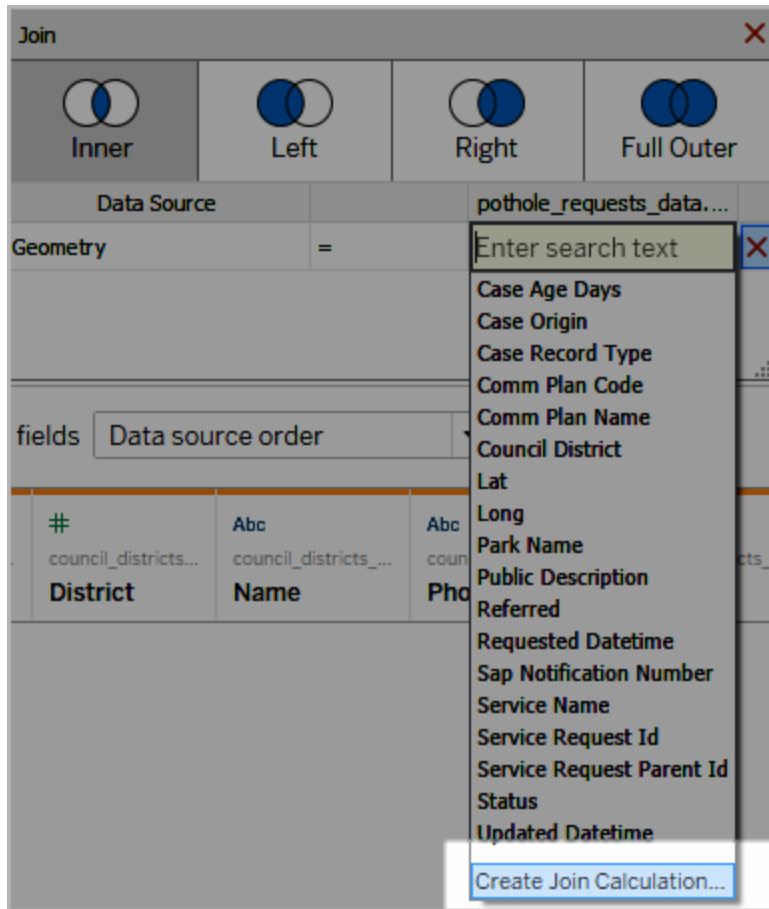 Join
Inner Left Right Full Outer
Data Source pothole_requests_data....
Geometry = Enter search text
Case Age Days
Case Origin
Case Record Type
Comm Plan Code
Comm Plan Name
Council District
fields Data source order
Lat
Long
Park Name
Public Description
Referred
Requested Datetime
Sap Notification Number
Service Name
Service Request Id
Service Request Parent Id
Status
Updated Datetime
Create Join Calculation...
# Abc Abc
council_districts... council_districts_... coun cts_
District Name Pho